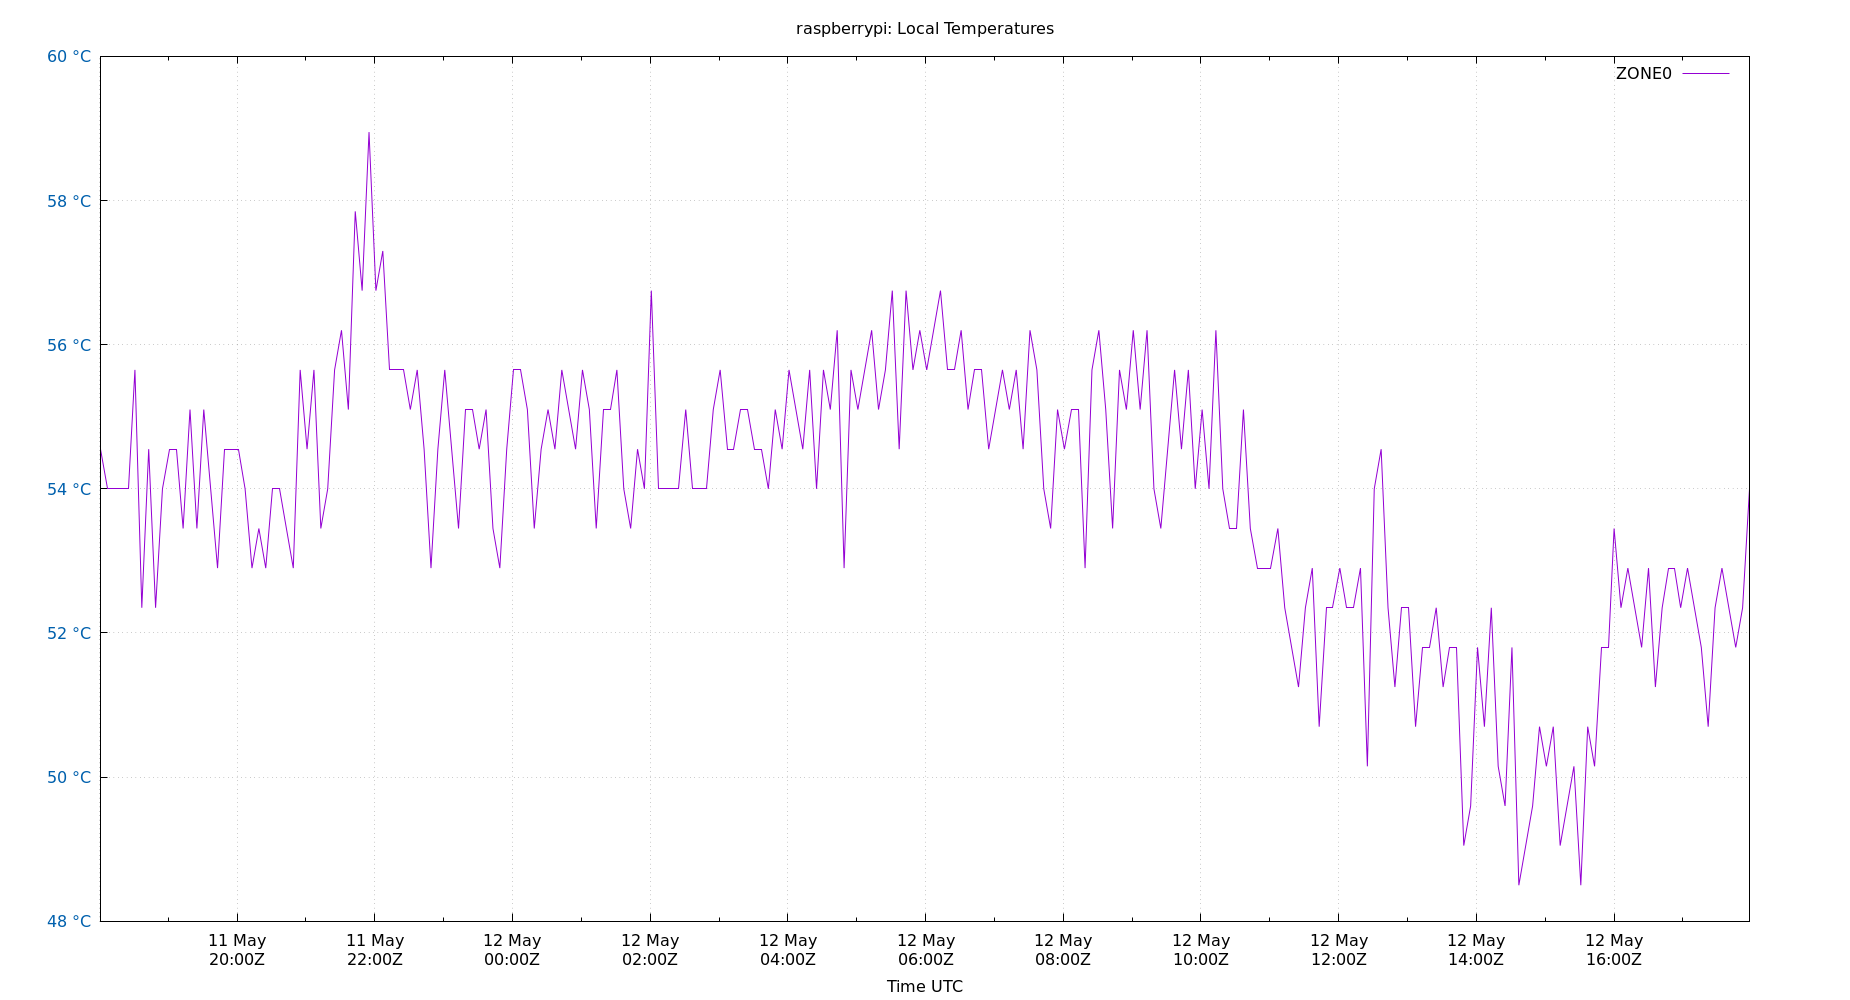 raspberrypi: Local Temperatures
60 °C
58 °C
56 °C
54 °C
52 °C
50 °C
48 °C
ZONE0
11 May
20:00Z
11 May
22:00Z
12 May
00:00Z
12 May
02:00Z
12 May
04:00Z
12 May
06:00Z
12 May
08:00Z
12 May
10:00Z
12 May
12:00Z
12 May
14:00Z
12 May
16:00Z
Time UTC